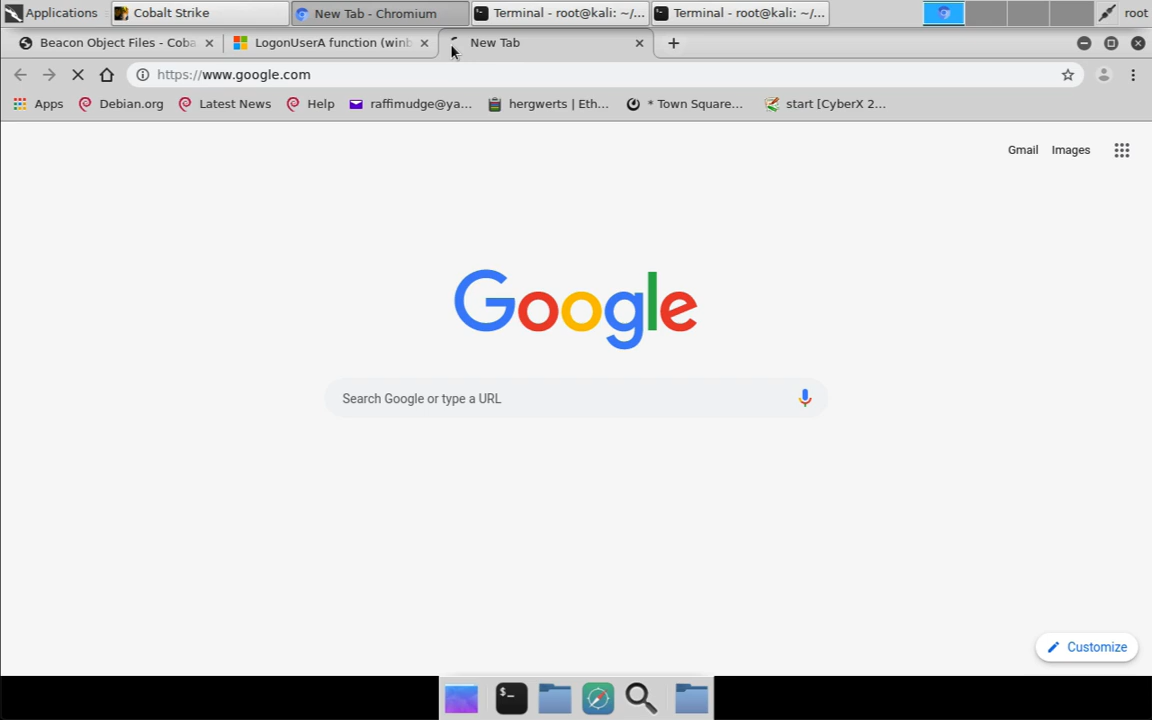 Applications
Cobalt Strike
New Tab - Chromium
Terminal - root@kali: ~/...
Terminal - root@kali: ~/...
root
Beacon Object Files - Coba
LogonUserA function (winb
New Tab
https://www.google.com
Apps
Debian.org
Latest News
Help
raffimudge@ya...
hergwerts | Eth...
* Town Square...
start [CyberX 2...
Gmail
Images
Google
Search Google or type a URL
Customize
$_